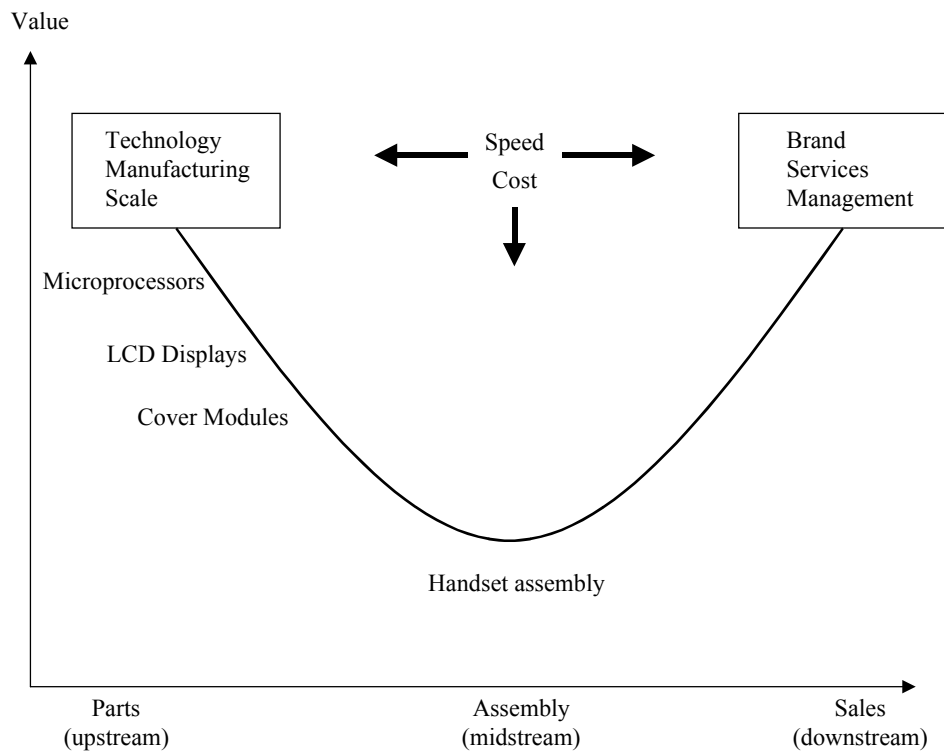 Value
Technology
Manufacturing
Scale
Speed
Cost
Brand
Services
Management
Microprocessors
LCD Displays
Cover Modules
Handset assembly
Parts
(upstream)
Assembly
(midstream)
Sales
(downstream)